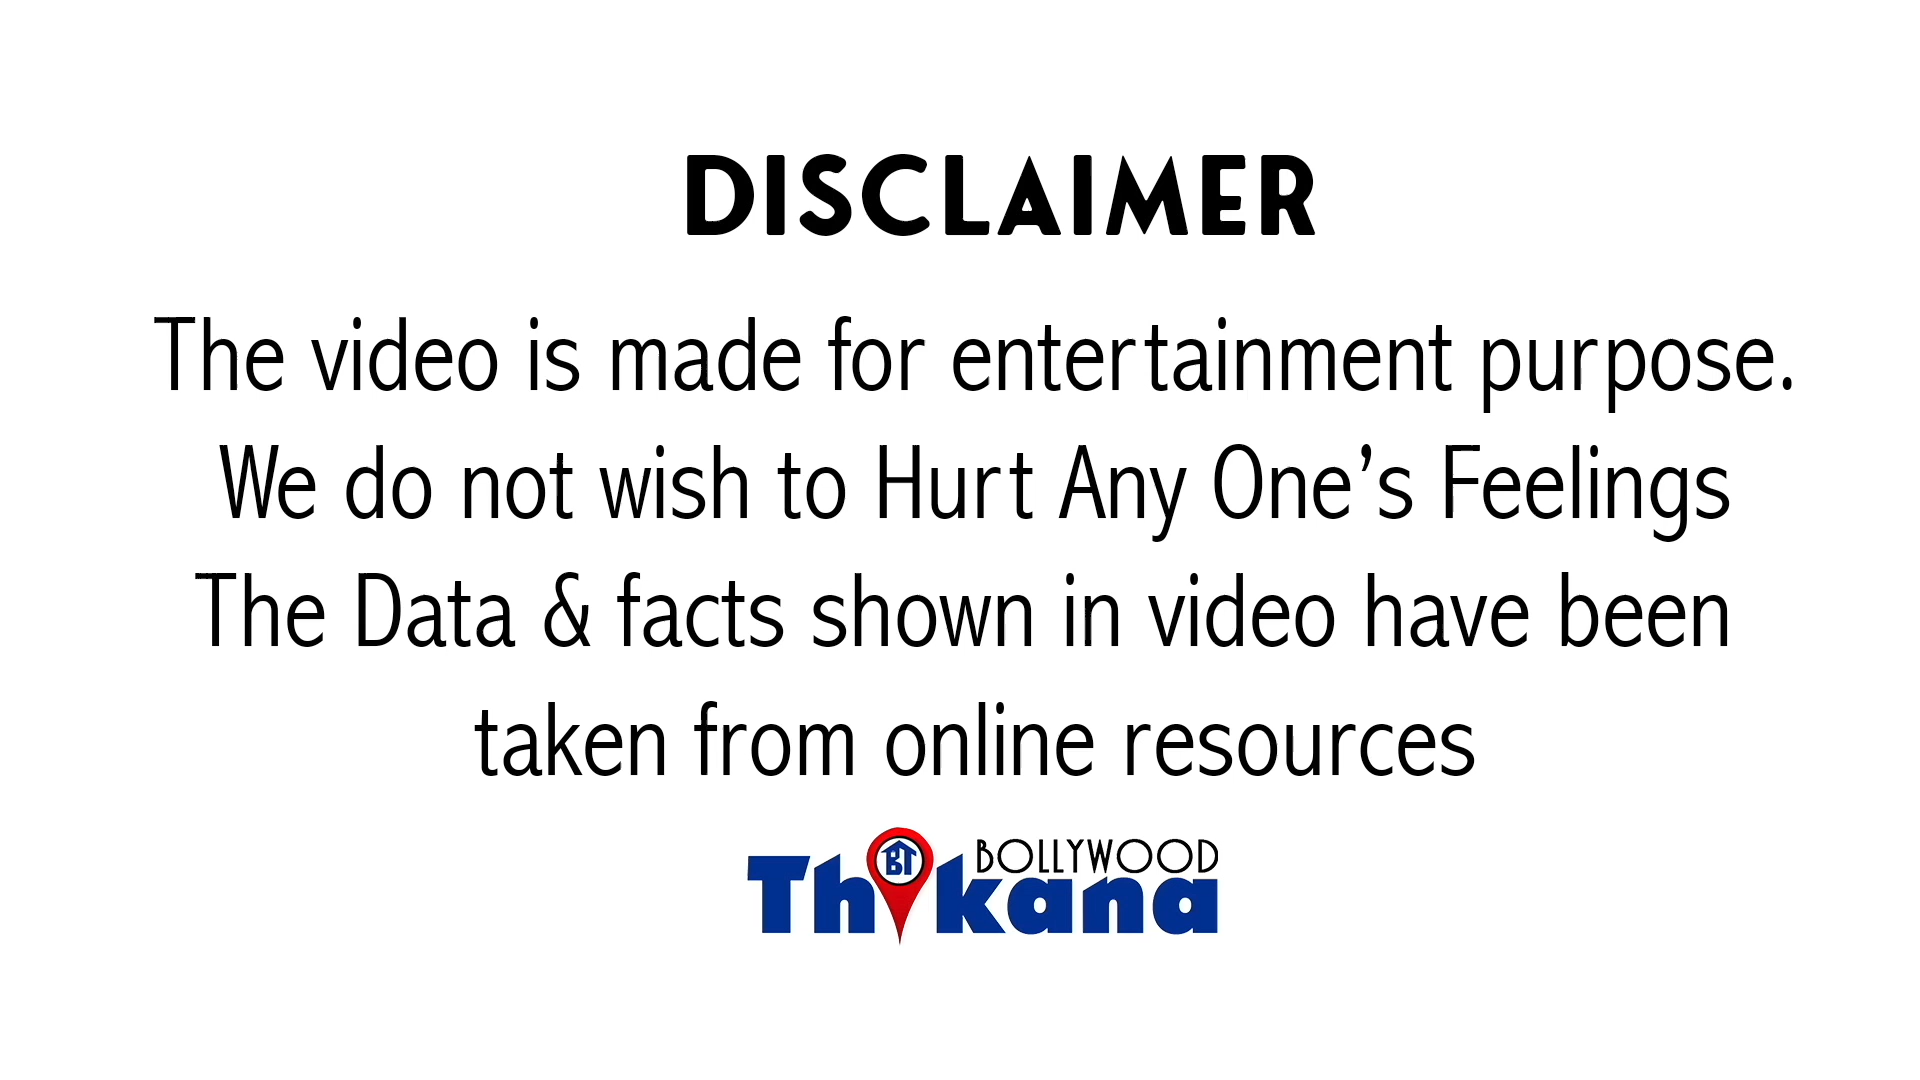 DISCLAIMER
The video is made for entertainment purpose.
We do not wish to Hurt Any One’s Feelings
The Data & facts shown in video have been
taken from online resources
BOLLYWOOD
BT
Thikana